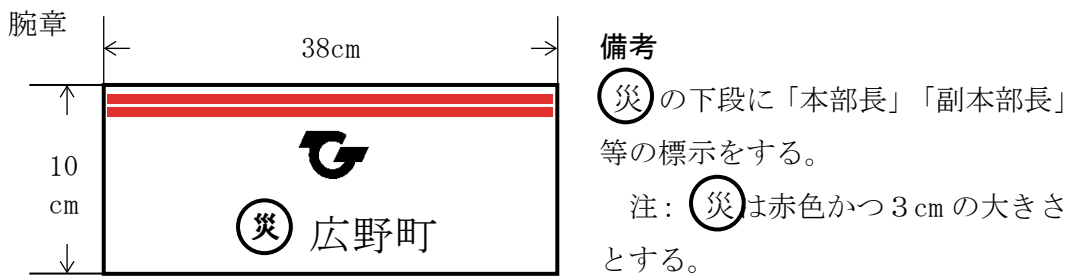 腕章
38cm
10
cm
㊋災 広野町
備考
災の下段に「本部長」「副本部長」
等の標示をする。
注：災は赤色かつ３cmの大きさ
とする。